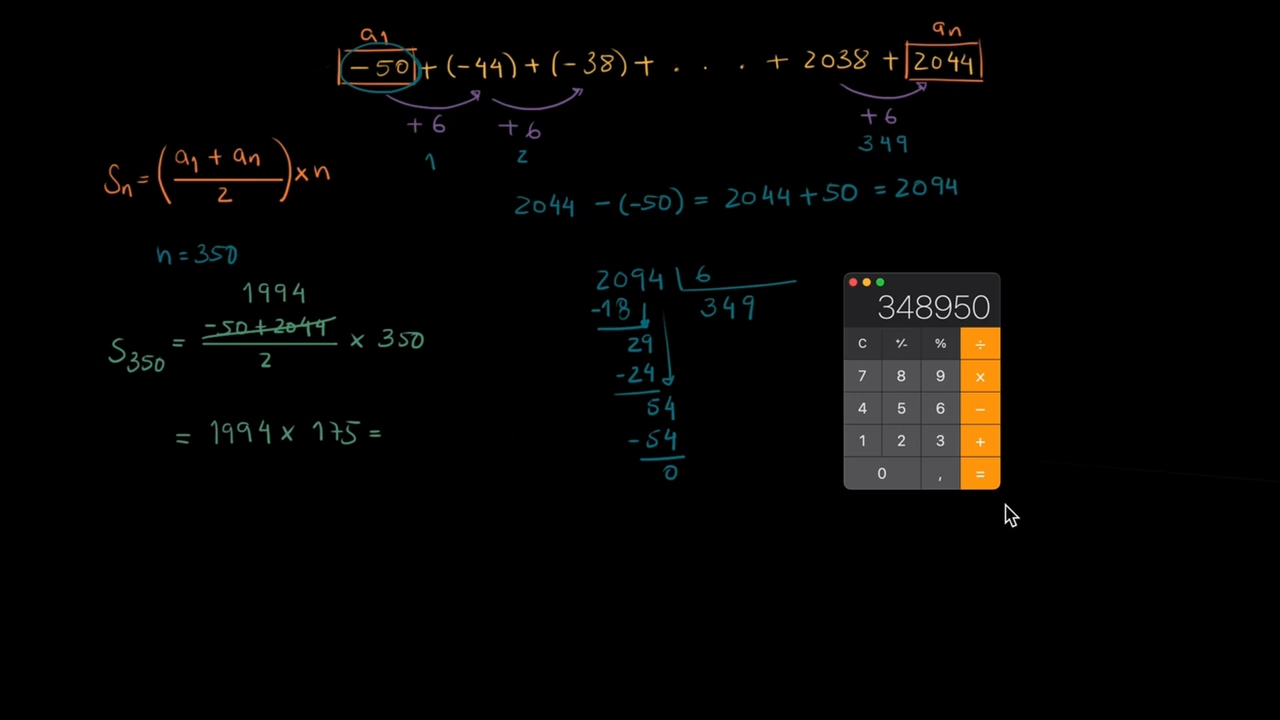 a₁ aₙ
-50 + (-44) + (-38) + . . . + 2038 + 2044
+6 +6 +6
1 2 349
Sₙ = ((a₁ + aₙ)/2) × n
2044 - (-50) = 2044 + 50 = 2094
n = 350
1994
S₃₅₀ = (-50 + 2044)/2 × 350
= 1994 × 175 =
2094 6
-18 349
29
-24
54
-54
0
348950
C +/- % ÷
7 8 9 ×
4 5 6 −
1 2 3 +
0 , =